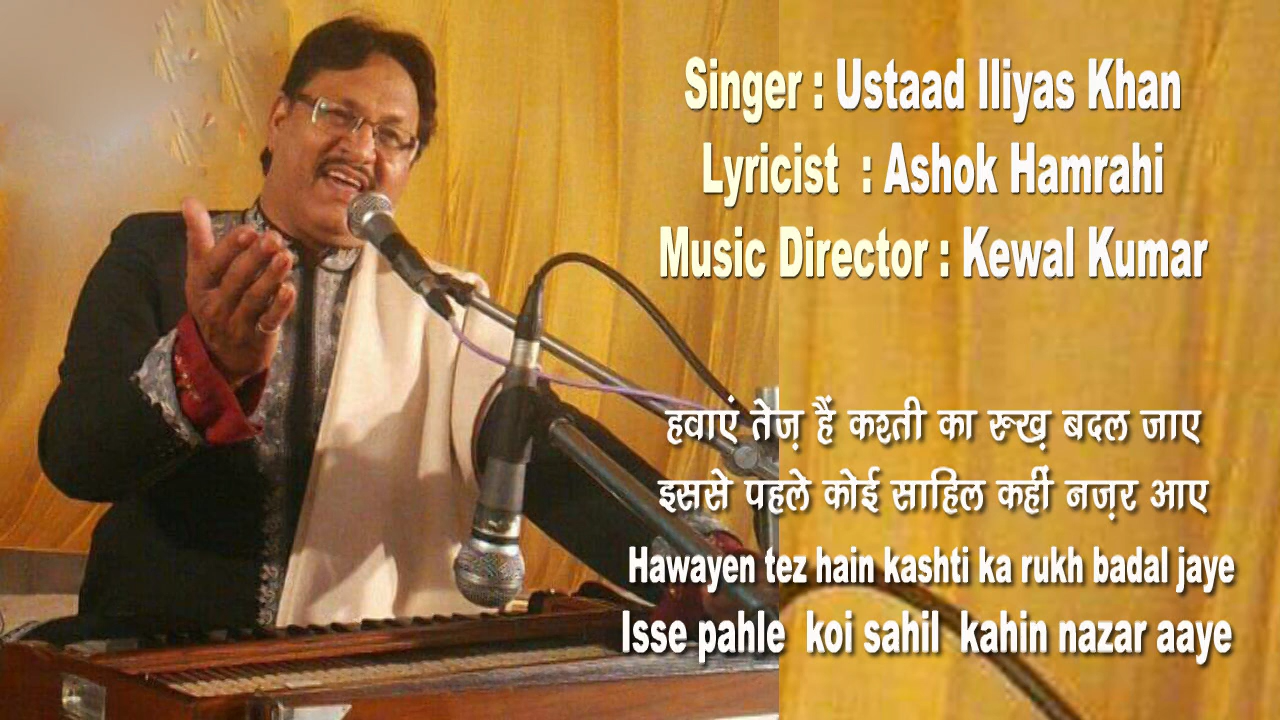 Singer : Ustaad Iliyas Khan
Lyricist : Ashok Hamrahi
Music Director : Kewal Kumar
हवाएं तेज़ हैं कश्ती का रूख़ बदल जाए
इससे पहले कोई साहिल कहीं नज़र आए
Hawayen tez hain kashti ka rukh badal jaye
Isse pahle koi sahil kahin nazar aaye